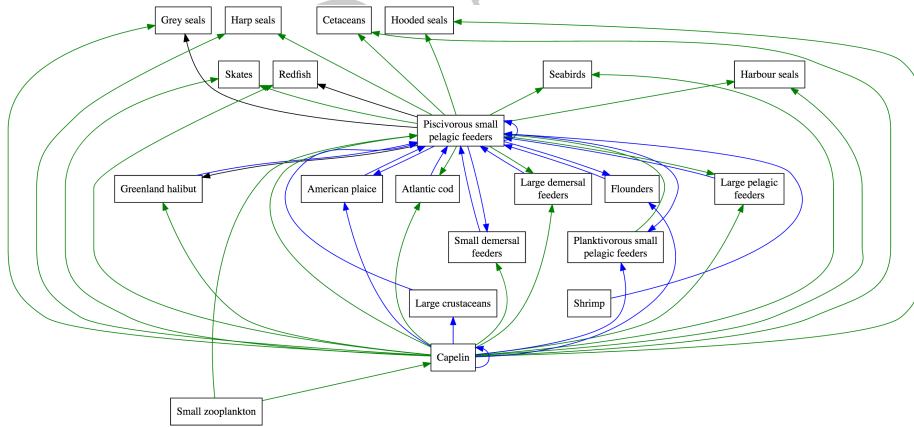 Grey seals
Harp seals
Cetaceans
Hooded seals
Skates
Redfish
Seabirds
Harbour seals
Piscivorous small
pelagic feeders
Greenland halibut
American plaice
Atlantic cod
Large demersal
feeders
Flounders
Large pelagic
feeders
Small demersal
feeders
Planktivorous small
pelagic feeders
Large crustaceans
Shrimp
Capelin
Small zooplankton